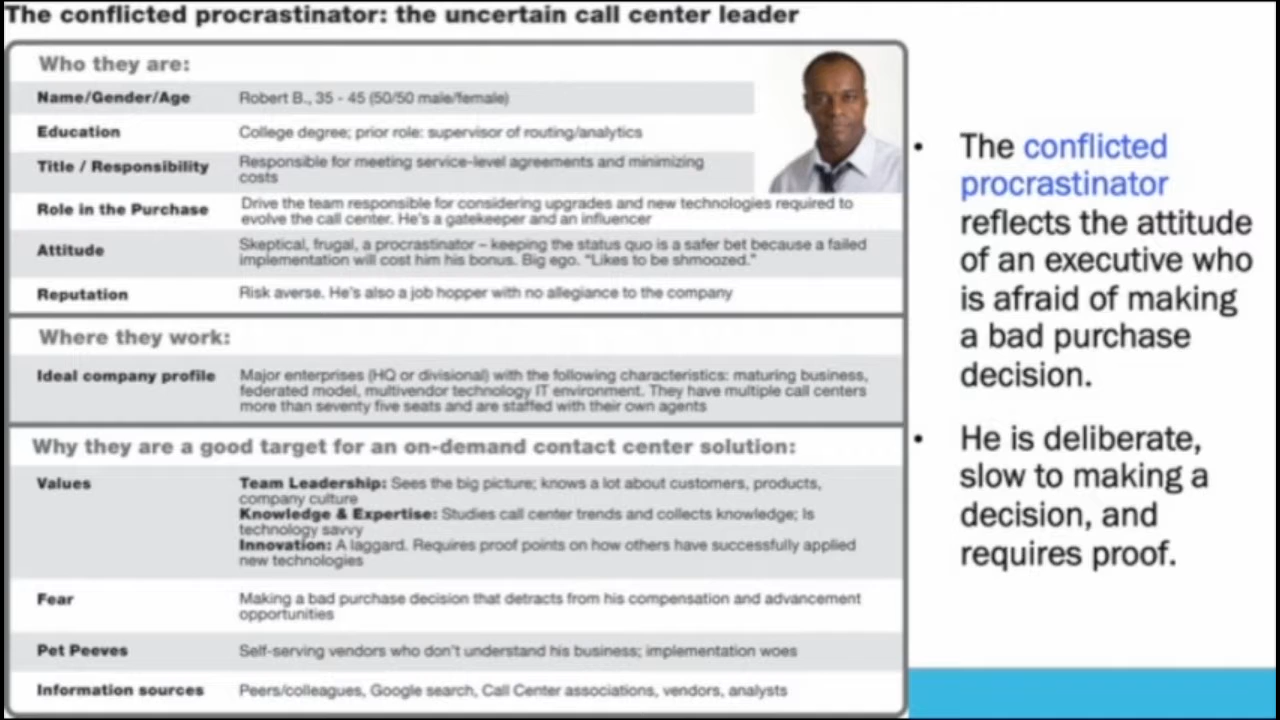 The conflicted procrastinator: the uncertain call center leader
Who they are:
Name/Gender/Age Robert B., 35 - 45 (50/50 male/female)
Education College degree; prior role: supervisor of routing/analytics
Title / Responsibility Responsible for meeting service-level agreements and minimizing
costs
Role in the Purchase Drive the team responsible for considering upgrades and new technologies required to
evolve the call center. He's a gatekeeper and an influencer
Attitude Skeptical, frugal, a procrastinator – keeping the status quo is a safer bet because a failed
implementation will cost him his bonus. Big ego. "Likes to be shmoozed."
Reputation Risk averse. He's also a job hopper with no allegiance to the company
Where they work:
Ideal company profile Major enterprises (HQ or divisional) with the following characteristics: maturing business,
federated model, multivendor technology IT environment. They have multiple call centers
more than seventy five seats and are staffed with their own agents
Why they are a good target for an on-demand contact center solution:
Values Team Leadership: Sees the big picture; knows a lot about customers, products,
company culture
Knowledge & Expertise: Studies call center trends and collects knowledge; Is
technology savvy
Innovation: A laggard. Requires proof points on how others have successfully applied
new technologies
Fear Making a bad purchase decision that detracts from his compensation and advancement
opportunities
Pet Peeves Self-serving vendors who don't understand his business; implementation woes
Information sources Peers/colleagues, Google search, Call Center associations, vendors, analysts
• The conflicted
procrastinator
reflects the attitude
of an executive who
is afraid of making
a bad purchase
decision.
• He is deliberate,
slow to making a
decision, and
requires proof.